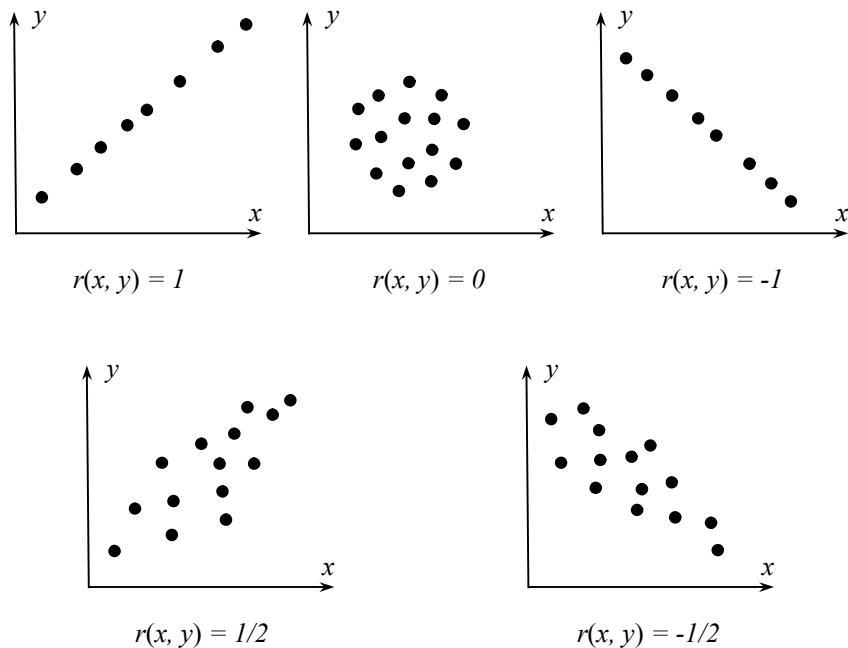 y
x
r(x, y) = 1
y
x
r(x, y) = 0
y
x
r(x, y) = -1
y
x
r(x, y) = 1/2
y
x
r(x, y) = -1/2